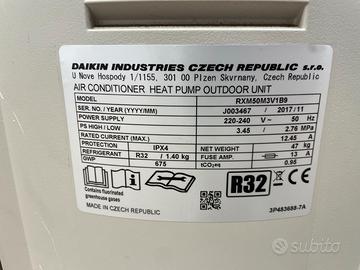 DAIKIN INDUSTRIES CZECH REPUBLIC s.r.o.
U Nove Hospody 1/1155, 301 00 Plzen Skvrnany, Czech Republic
AIR CONDITIONER HEAT PUMP OUTDOOR UNIT
MODEL RXM50M3V1B9
SER. NO. / YEAR (YYYY/MM) J003467 / 2017/11
POWER SUPPLY 220-240 V~ 50 Hz
PS HIGH / LOW 3.45 / 2.76 MPa
RATED CURRENT (MAX.) 12.45 A
PROTECTION IPX4 NET WEIGHT 47 kg
REFRIGERANT R32 / 1.40 kg FUSE AMP. 13 A
GWP 675 tCO₂eq 0.95
Contains fluorinated
greenhouse gases
R32
MADE IN CZECH REPUBLIC
3P483688-7A
subito